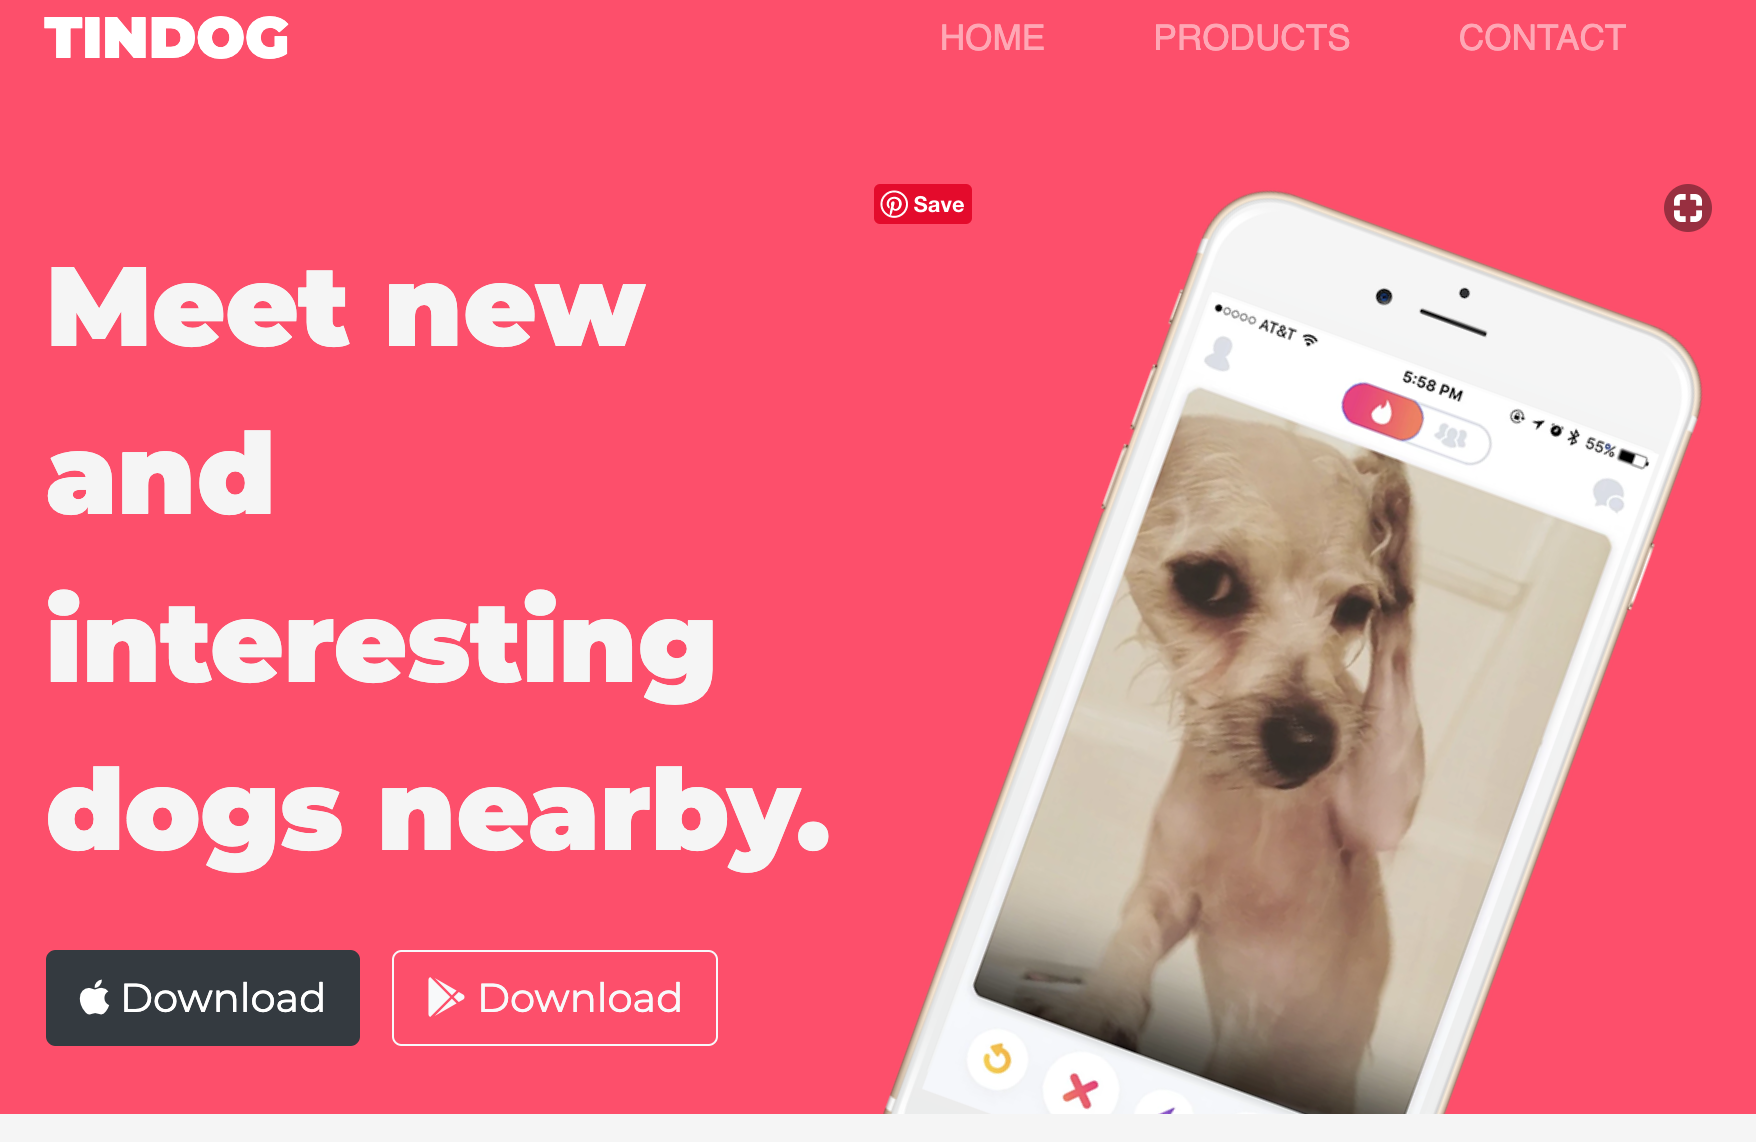 TINDOG
HOME PRODUCTS CONTACT
Save
Meet new
and
interesting
dogs nearby.
AT&T
5:58 PM
55%
Download
Download